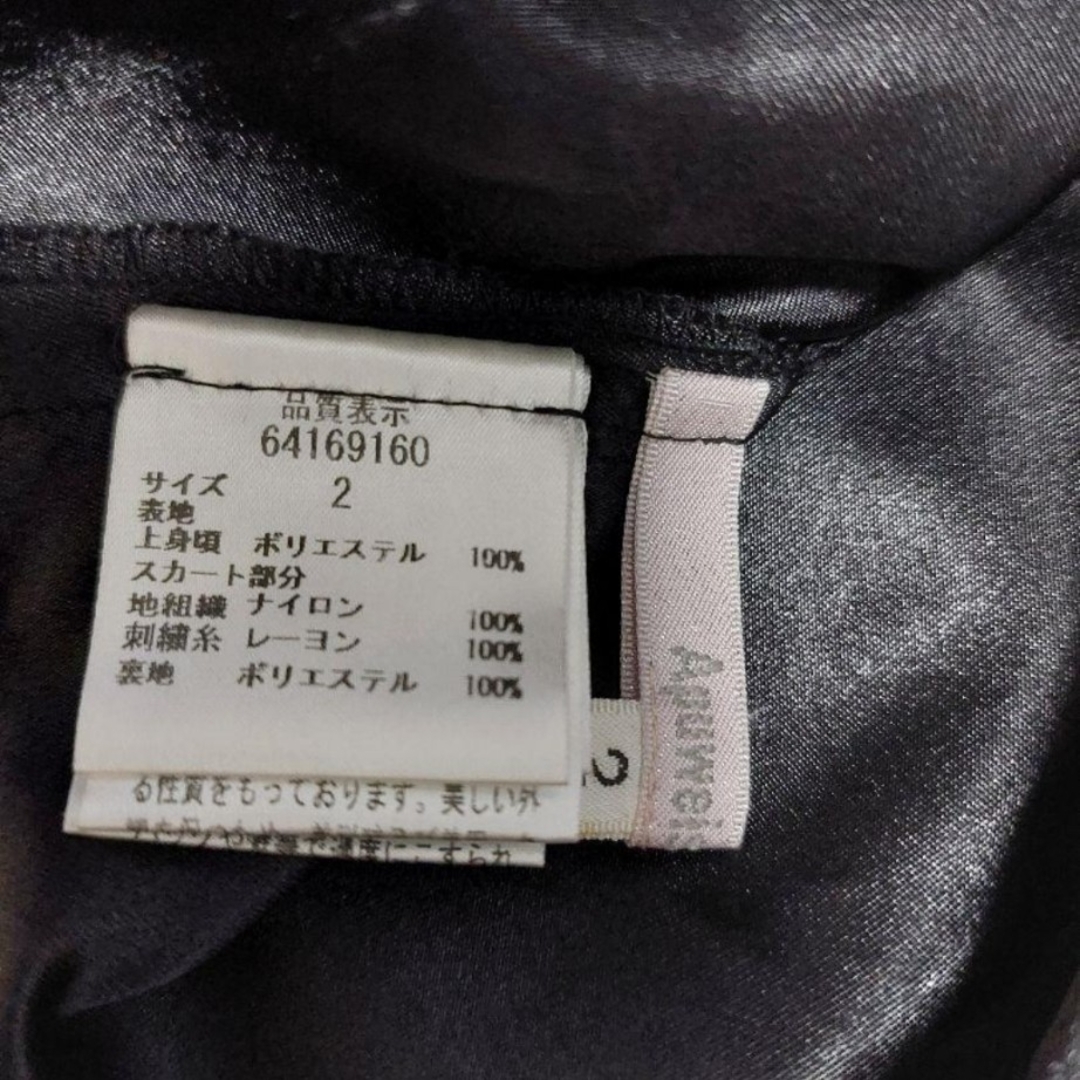 品質表示
64169160
サイズ 2
表地
上身頃 ポリエステル 100%
スカート部分
地組織 ナイロン 100%
刺繍糸 レーヨン 100%
裏地 ポリエステル 100%
る性質をもっております。美しい外
2